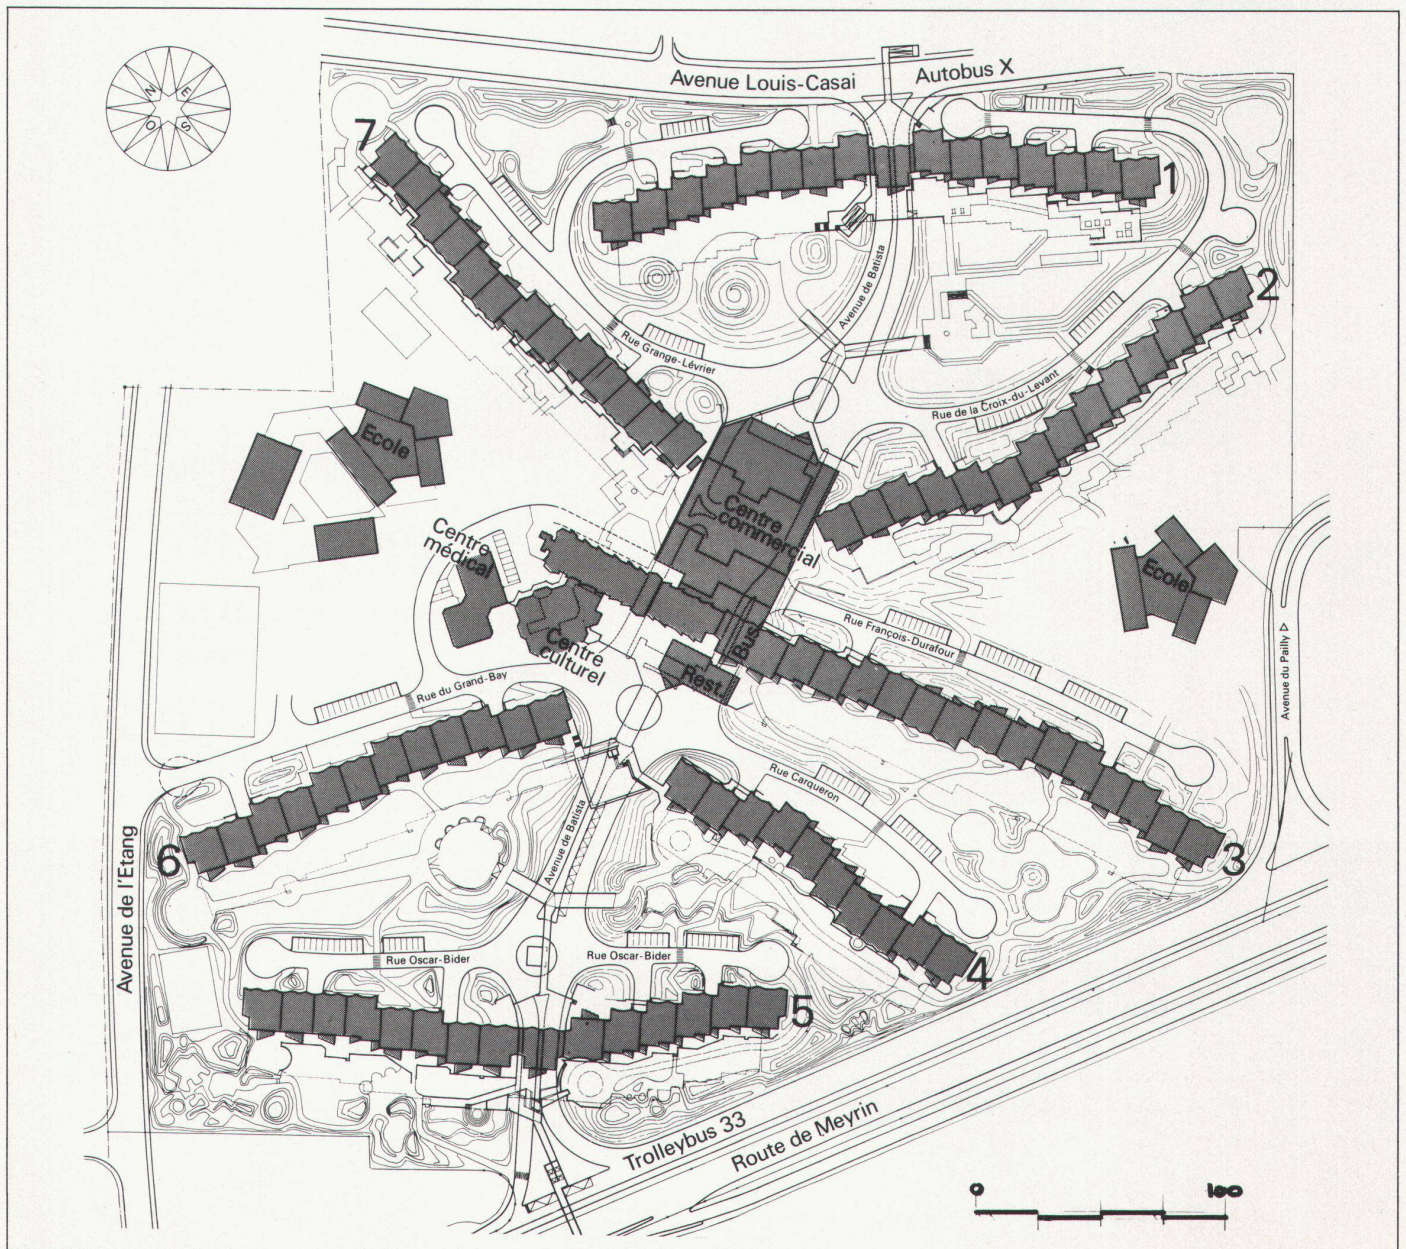 Avenue Louis-Casai
Autobus X
N
E
S
O
7
1
2
Avenue de Batista
Rue Grange-Lévrier
Rue de la Croix-du-Levant
Ecole
Centre
commercial
Centre
médical
Ecole
Rue François-Durafour
Bus
Centre
culturel
Rest.
Avenue du Pailly
Rue du Grand-Bay
Rue Carqueron
Avenue de Batista
Avenue de l'Etang
6
3
Rue Oscar-Bider
Rue Oscar-Bider
4
5
Trolleybus 33
Route de Meyrin
0
100